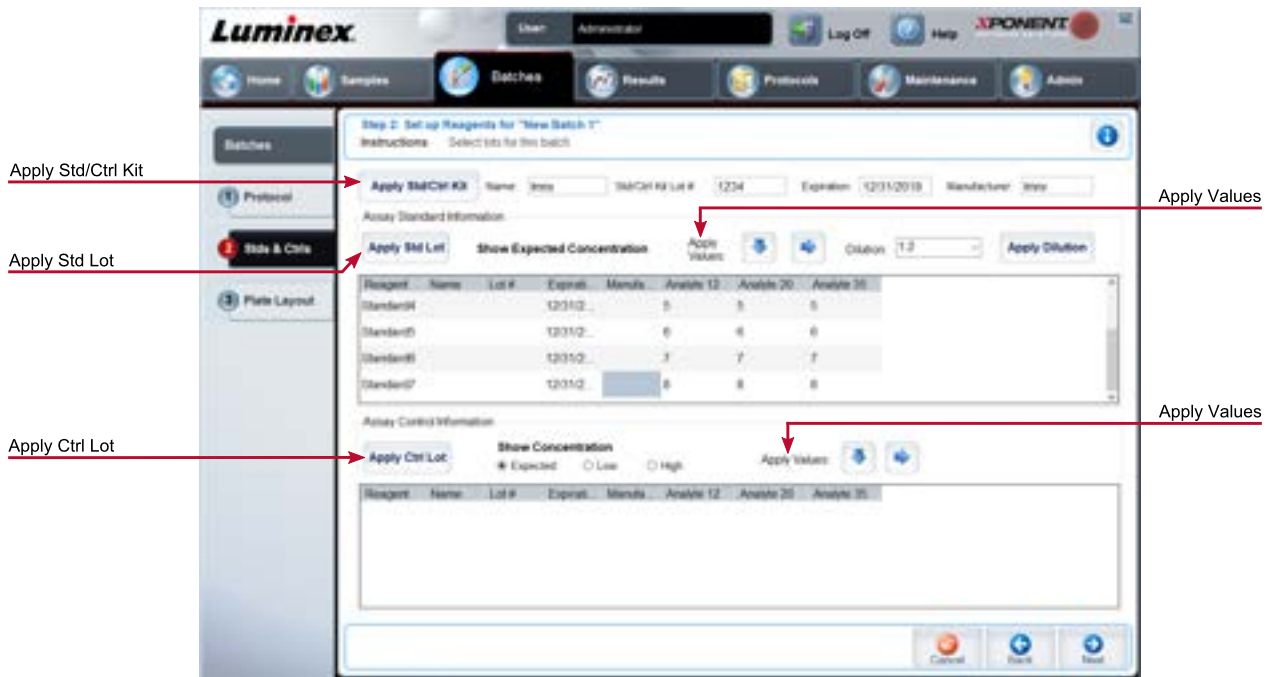 Luminex
User: Administrator
Log Off
Help
XPONENT
Home
Samples
Batches
Results
Protocols
Maintenance
Admin
Batches
1 Protocol
2 Stds & Ctrls
3 Plate Layout
Step 2: Set up Reagents for "New Batch 1"
Instructions Select kits for this batch
Apply Std/Ctrl Kit
Apply Std/Ctrl Kit Name Std/Ctrl Kit Lot # 1234 Expiration 12/31/2018 Manufacturer
Apply Values
Assay Standard Information
Apply Std Lot
Apply Std Lot Show Expected Concentration Apply Values: Dilution 1:2 Apply Dilution
Reagent Name Lot # Expirati... Manufa... Analyte 12 Analyte 20 Analyte 35
Standard4 12/31/2... 5 5 5
Standard5 12/31/2... 6 6 6
Standard6 12/31/2... 7 7 7
Standard7 12/31/2... 8 8 8
Apply Values
Assay Control Information
Apply Ctrl Lot
Apply Ctrl Lot Show Concentration
Expected Low High Apply Values:
Reagent Name Lot # Expirati... Manufa... Analyte 12 Analyte 20 Analyte 35
Cancel
Back
Next